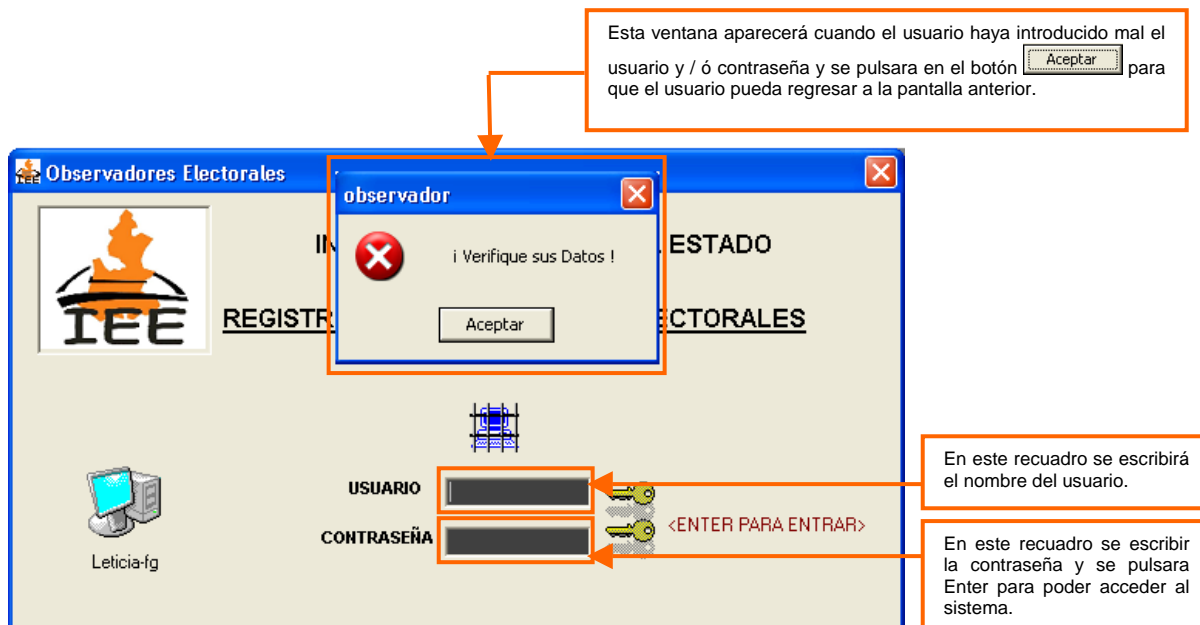 Esta ventana aparecerá cuando el usuario haya introducido mal el
usuario y / ó contraseña y se pulsara en el botón Aceptar para
que el usuario pueda regresar a la pantalla anterior.
Observadores Electorales
observador
ESTADO
¡ Verifique sus Datos !
IEE
REGISTR
CTORALES
Aceptar
USUARIO
En este recuadro se escribirá
el nombre del usuario.
CONTRASEÑA
<ENTER PARA ENTRAR>
Leticia-fg
En este recuadro se escribir
la contraseña y se pulsara
Enter para poder acceder al
sistema.